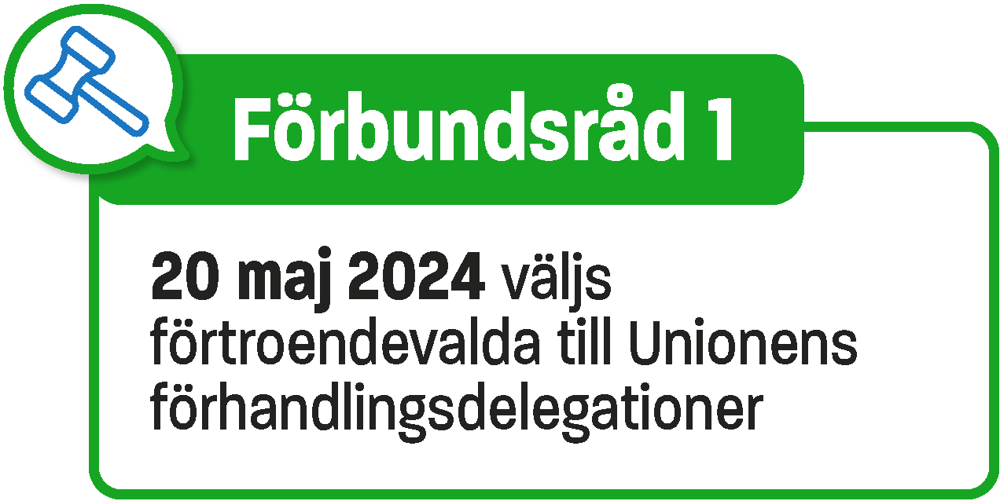 Förbundsråd 1
20 maj 2024 väljs
förtroendevalda till Unionens
förhandlingsdelegationer